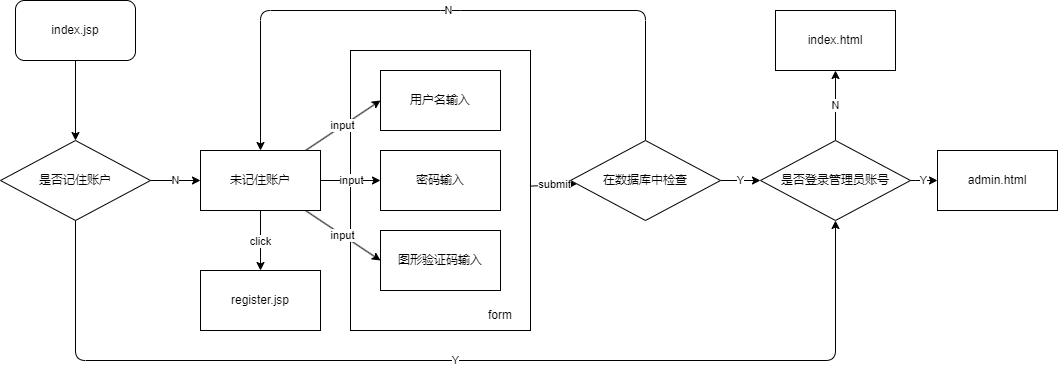 index.jsp
N
index.html
用户名输入
input
N
是否记住账户
N
未记住账户
input
密码输入
submit
在数据库中检查
Y
是否登录管理员账号
Y
admin.html
click
input
图形验证码输入
register.jsp
form
Y